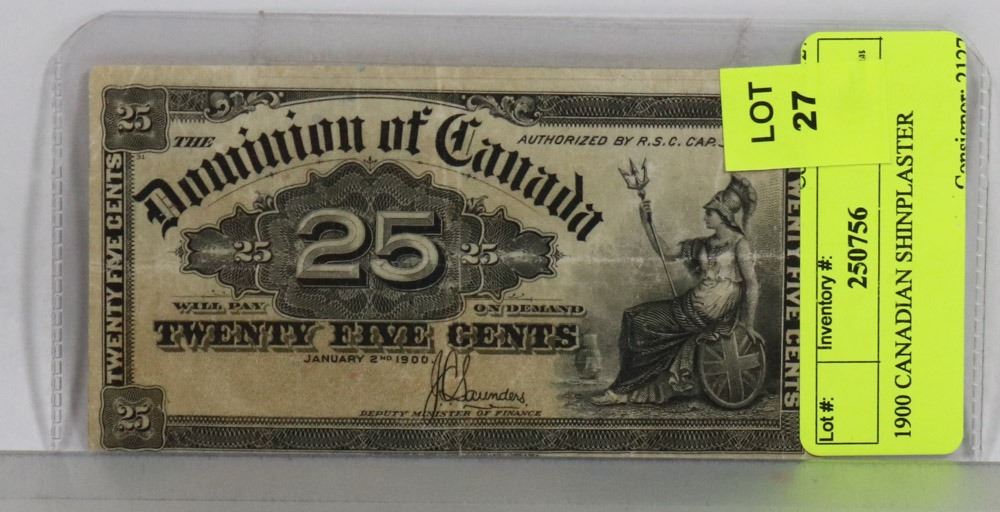 25
THE
Dominion of Canada
AUTHORIZED BY R.S.C. CAP.
TWENTY FIVE CENTS
25
25
25
WILL PAY
ON DEMAND
TWENTY FIVE CENTS
JANUARY 2ND 1900.
J.C. Saunders
DEPUTY MINISTER OF FINANCE
25
TWENTY FIVE CENTS
LOT
27
Lot #:
Inventory #:
250756
1900 CANADIAN SHINPLASTER
Consignor: 2127